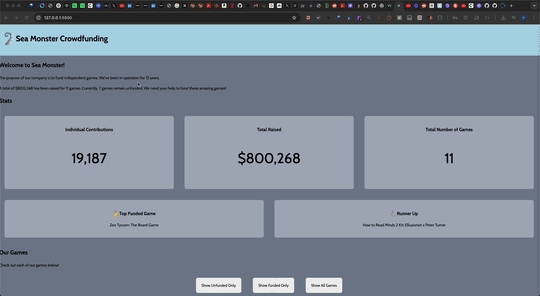 127.0.0.1:5500
Sea Monster Crowdfunding
Welcome to Sea Monster!
The purpose of our company is to fund independent games. We've been in operation for 12 years.
A total of $800,268 has been raised for 11 games. Currently, 7 games remain unfunded. We need your help to fund these amazing games!
Stats
Individual Contributions
Total Raised
Total Number of Games
19,187
$800,268
11
🥇 Top Funded Game
🥈 Runner Up
Zoo Tycoon: The Board Game
How to Read Minds 2 Kit: Ellusionist x Peter Turner
Our Games
Check out each of our games below!
Show Unfunded Only
Show Funded Only
Show All Games